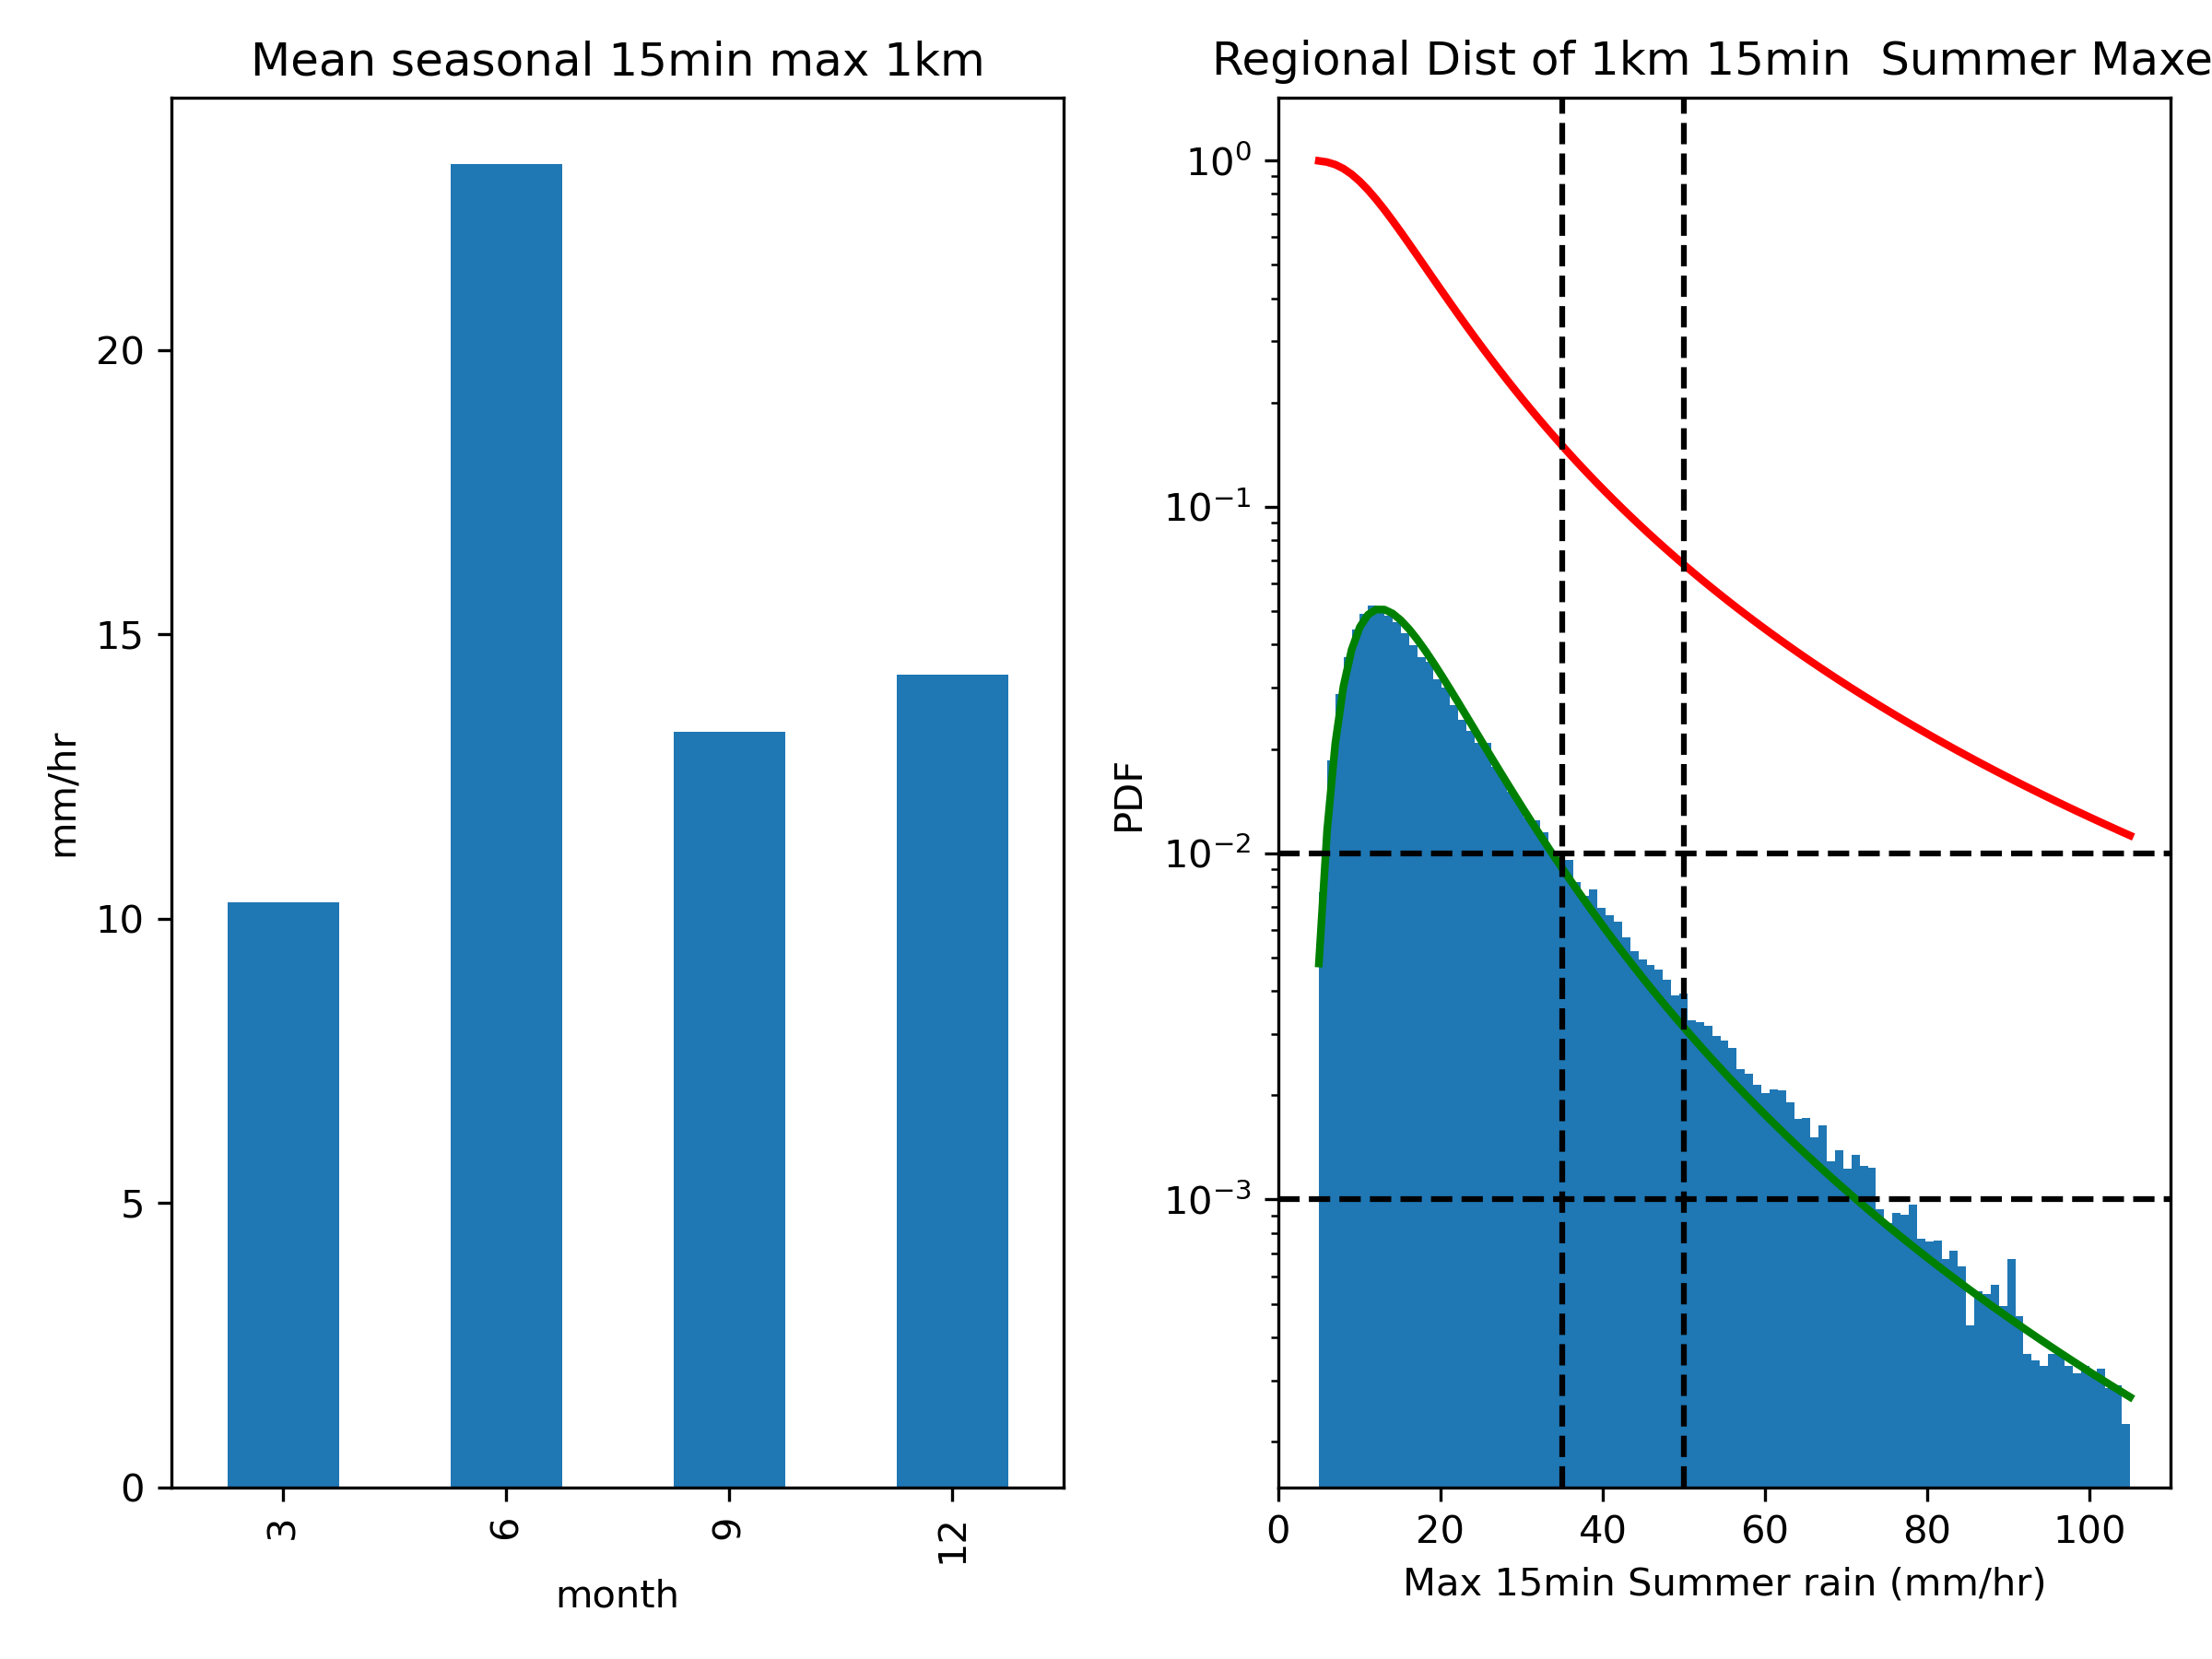 Mean seasonal 15min max 1km
mm/hr
20
15
10
5
0
3
6
9
12
month
Regional Dist of 1km 15min  Summer Maxe
PDF
10⁰
10⁻¹
10⁻²
10⁻³
0 20 40 60 80 100
Max 15min Summer rain (mm/hr)